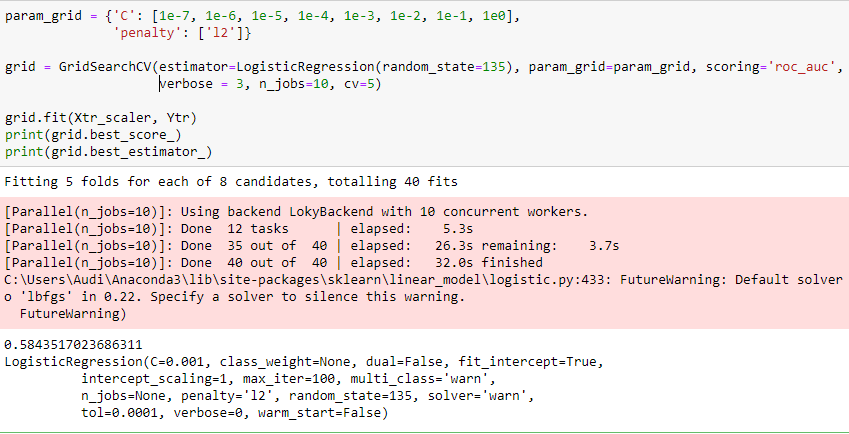 param_grid = {'C': [1e-7, 1e-6, 1e-5, 1e-4, 1e-3, 1e-2, 1e-1, 1e0],
              'penalty': ['l2']}

grid = GridSearchCV(estimator=LogisticRegression(random_state=135), param_grid=param_grid, scoring='roc_auc',
                    verbose = 3, n_jobs=10, cv=5)

grid.fit(Xtr_scaler, Ytr)
print(grid.best_score_)
print(grid.best_estimator_)
Fitting 5 folds for each of 8 candidates, totalling 40 fits
[Parallel(n_jobs=10)]: Using backend LokyBackend with 10 concurrent workers.
[Parallel(n_jobs=10)]: Done  12 tasks      | elapsed:    5.3s
[Parallel(n_jobs=10)]: Done  35 out of  40 | elapsed:   26.3s remaining:    3.7s
[Parallel(n_jobs=10)]: Done  40 out of  40 | elapsed:   32.0s finished
C:\Users\Audi\Anaconda3\lib\site-packages\sklearn\linear_model\logistic.py:433: FutureWarning: Default solver
o 'lbfgs' in 0.22. Specify a solver to silence this warning.
  FutureWarning)
0.5843517023686311
LogisticRegression(C=0.001, class_weight=None, dual=False, fit_intercept=True,
          intercept_scaling=1, max_iter=100, multi_class='warn',
          n_jobs=None, penalty='l2', random_state=135, solver='warn',
          tol=0.0001, verbose=0, warm_start=False)